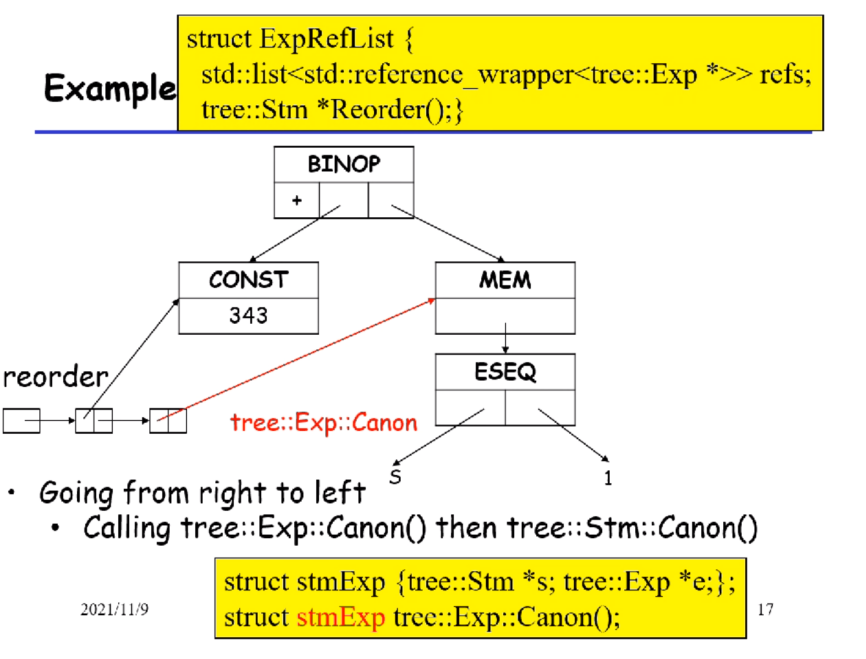 struct ExpRefList {
std::list<std::reference_wrapper<tree::Exp *>> refs;
tree::Stm *Reorder();}
Example
BINOP
+
CONST
343
MEM
ESEQ
reorder
tree::Exp::Canon
S
1
• Going from right to left
• Calling tree::Exp::Canon() then tree::Stm::Canon()
struct stmExp {tree::Stm *s; tree::Exp *e;};
struct stmExp tree::Exp::Canon();
2021/11/9
17